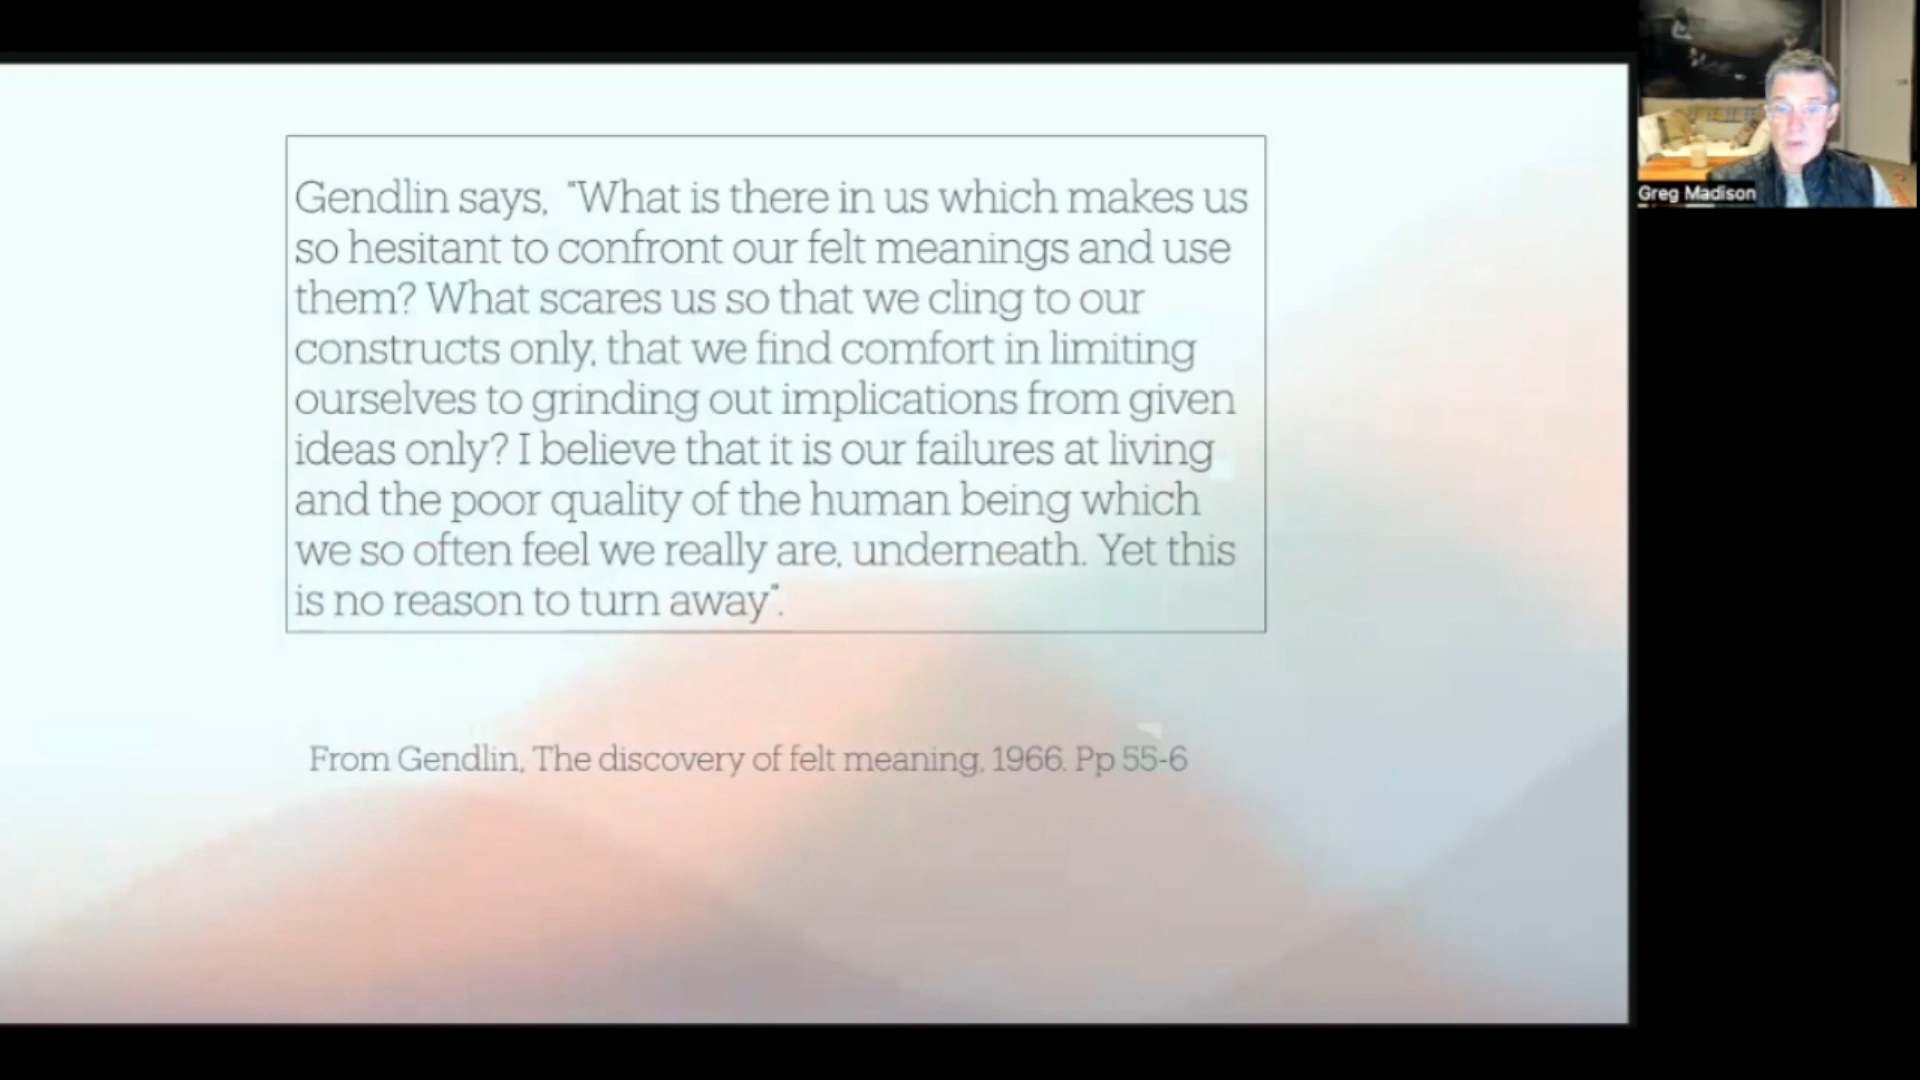 Gendlin says, "What is there in us which makes us
so hesitant to confront our felt meanings and use
them? What scares us so that we cling to our
constructs only, that we find comfort in limiting
ourselves to grinding out implications from given
ideas only? I believe that it is our failures at living
and the poor quality of the human being which
we so often feel we really are, underneath. Yet this
is no reason to turn away".
From Gendlin, The discovery of felt meaning, 1966. Pp 55-6
Greg Madison